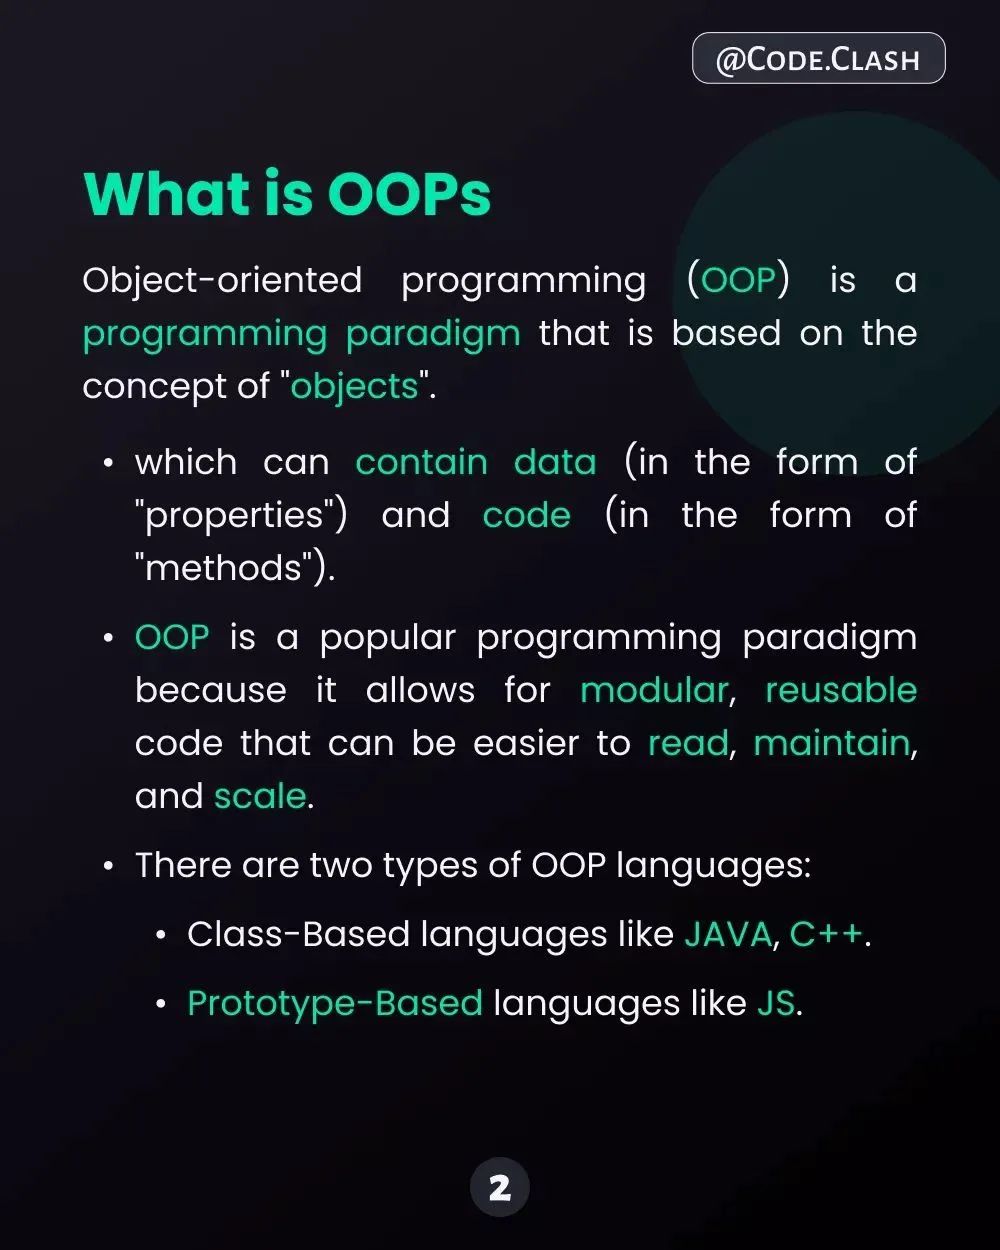 @Code.Clash
What is OOPs
Object-oriented programming (OOP) is a
programming paradigm that is based on the
concept of "objects".
• which can contain data (in the form of
"properties") and code (in the form of
"methods").
• OOP is a popular programming paradigm
because it allows for modular, reusable
code that can be easier to read, maintain,
and scale.
• There are two types of OOP languages:
• Class-Based languages like JAVA, C++.
• Prototype-Based languages like JS.
2